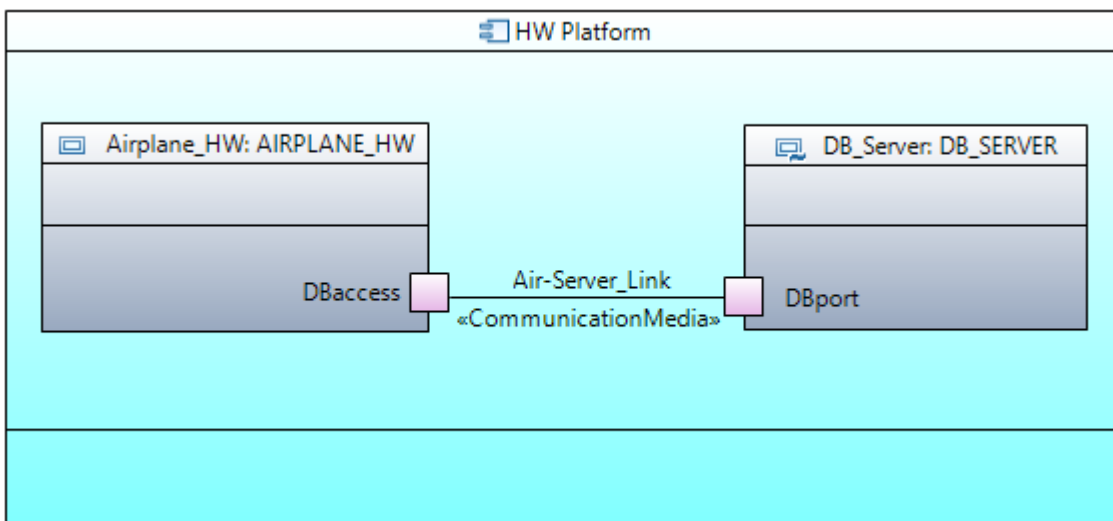 HW Platform
Airplane_HW: AIRPLANE_HW
DB_Server: DB_SERVER
DBaccess
Air-Server_Link
«CommunicationMedia»
DBport